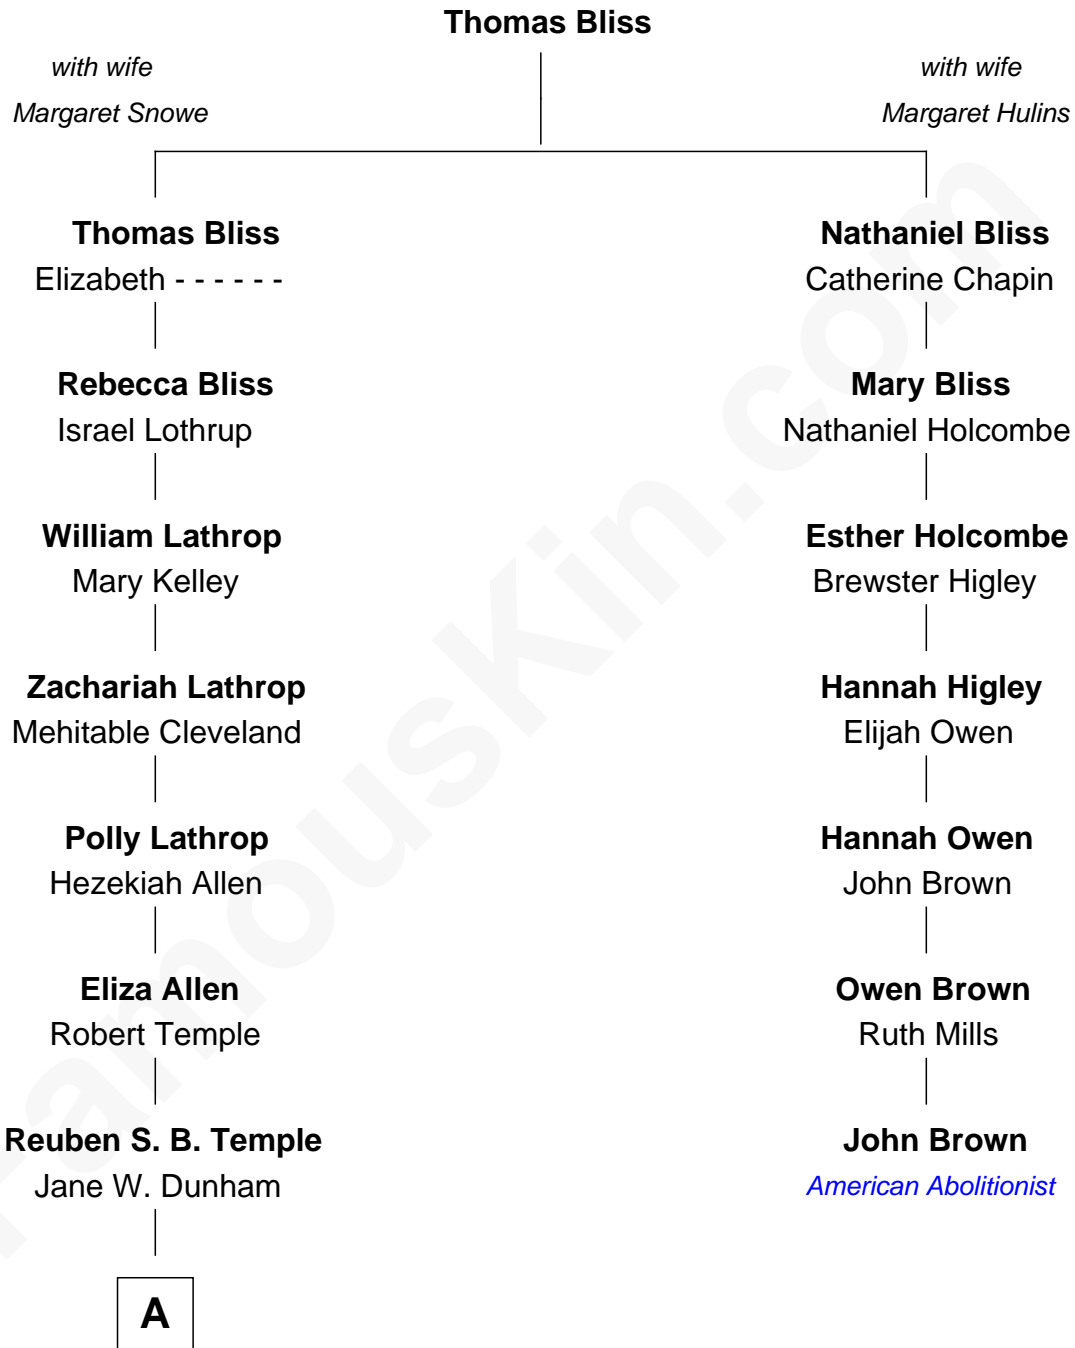 Thomas Bliss
with wife
Margaret Snowe
with wife
Margaret Hulins
Thomas Bliss
Elizabeth - - - - - -
Nathaniel Bliss
Catherine Chapin
Rebecca Bliss
Israel Lothrup
Mary Bliss
Nathaniel Holcombe
William Lathrop
Mary Kelley
Esther Holcombe
Brewster Higley
Zachariah Lathrop
Mehitable Cleveland
Hannah Higley
Elijah Owen
Polly Lathrop
Hezekiah Allen
Hannah Owen
John Brown
Eliza Allen
Robert Temple
Owen Brown
Ruth Mills
Reuben S. B. Temple
Jane W. Dunham
John Brown
American Abolitionist
A
FamousKin.com